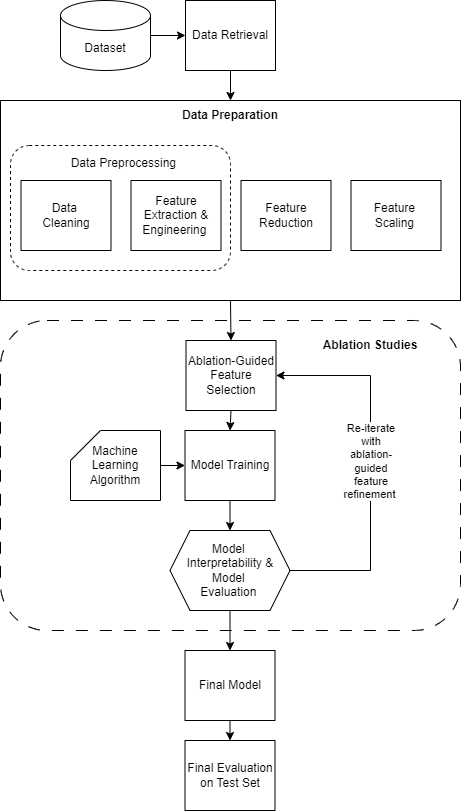 Dataset
Data Retrieval
Data Preparation
Data Preprocessing
Data
Cleaning
Feature
Extraction &
Engineering
Feature
Reduction
Feature
Scaling
Ablation Studies
Ablation-Guided
Feature
Selection
Re-iterate
with
ablation-
guided
feature
refinement
Machine
Learning
Algorithm
Model Training
Model
Interpretability &
Model
Evaluation
Final Model
Final Evaluation
on Test Set